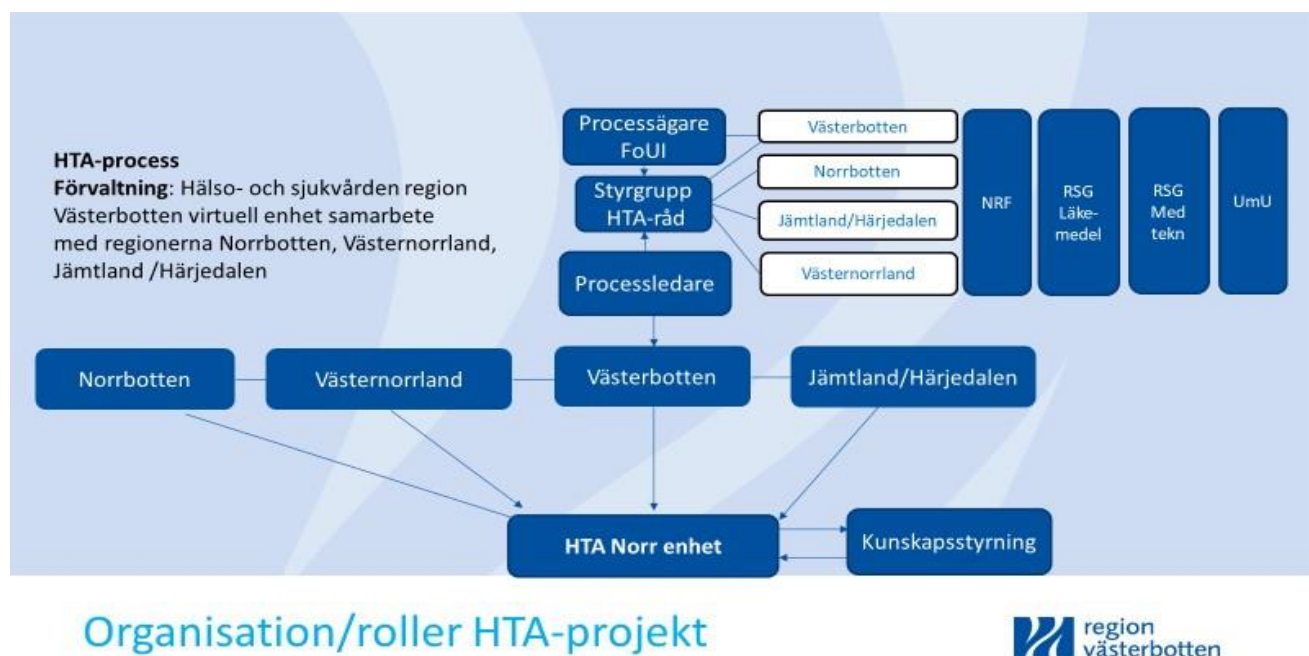 HTA-process
Förvaltning: Hälso- och sjukvården region
Västerbotten virtuell enhet samarbete
med regionerna Norrbotten, Västernorrland,
Jämtland /Härjedalen
Processägare
FoUI
Styrgrupp
HTA-råd
Processledare
Västerbotten
Norrbotten
Jämtland/Härjedalen
Västernorrland
NRF
RSG
Läke-
medel
RSG
Med
tekn
UmU
Norrbotten
Västernorrland
Västerbotten
Jämtland/Härjedalen
HTA Norr enhet
Kunskapsstyrning
Organisation/roller HTA-projekt
region
västerbotten